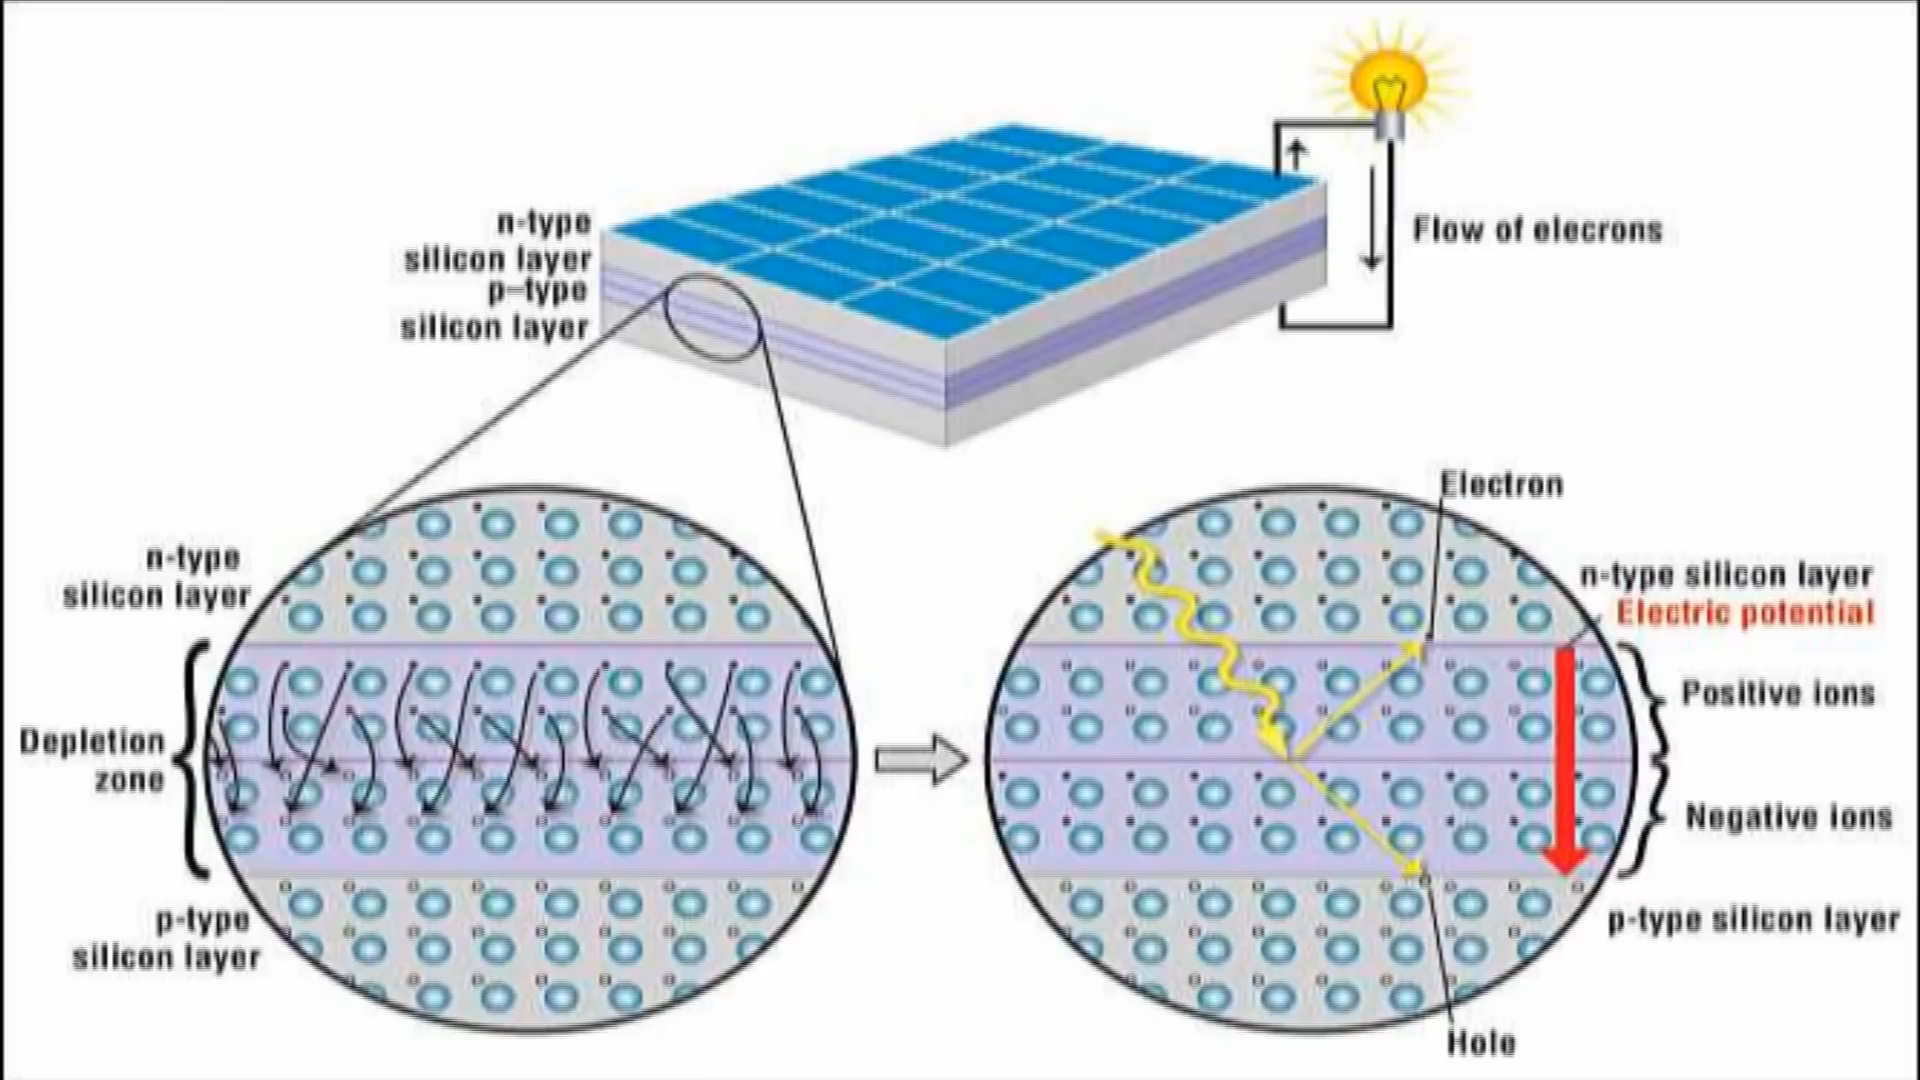 n-type
silicon layer
p-type
silicon layer
Flow of elecrons
n-type
silicon layer
Depletion
zone
p-type
silicon layer
Electron
n-type silicon layer
Electric potential
Positive ions
Negative ions
p-type silicon layer
Hole